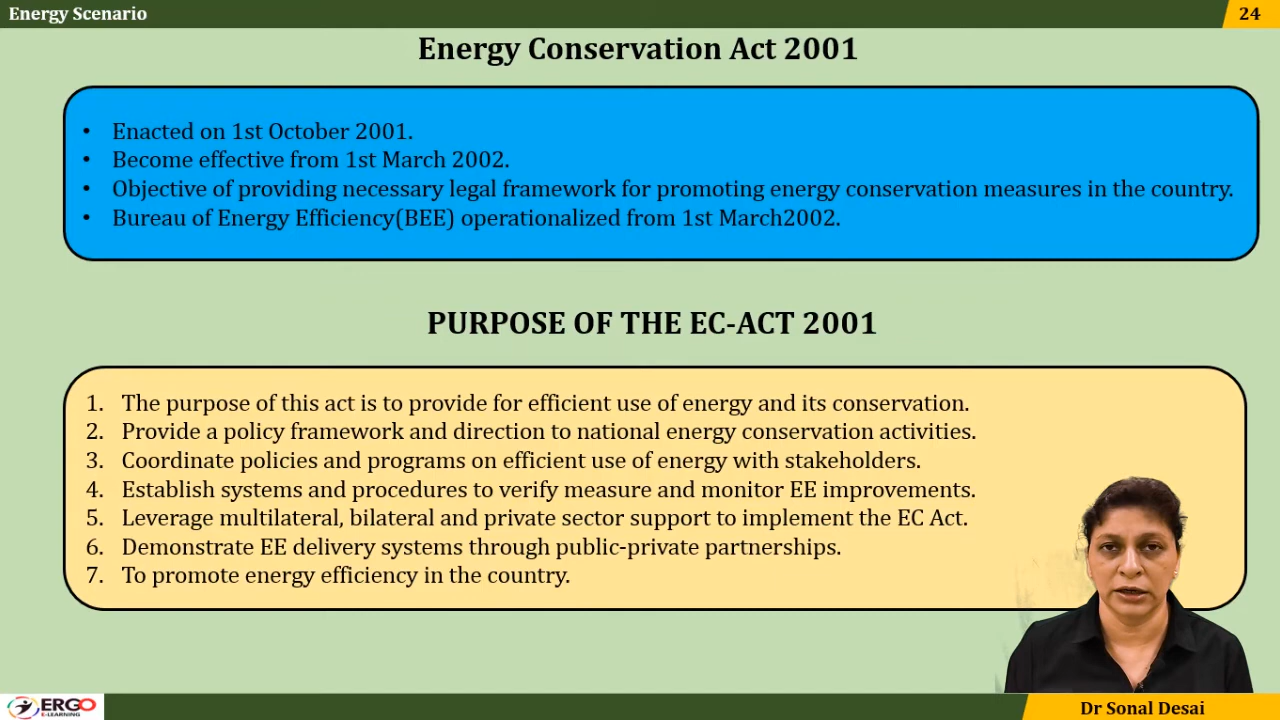 Energy Scenario
24
Energy Conservation Act 2001
• Enacted on 1st October 2001.
• Become effective from 1st March 2002.
• Objective of providing necessary legal framework for promoting energy conservation measures in the country.
• Bureau of Energy Efficiency(BEE) operationalized from 1st March2002.
PURPOSE OF THE EC-ACT 2001
1. The purpose of this act is to provide for efficient use of energy and its conservation.
2. Provide a policy framework and direction to national energy conservation activities.
3. Coordinate policies and programs on efficient use of energy with stakeholders.
4. Establish systems and procedures to verify measure and monitor EE improvements.
5. Leverage multilateral, bilateral and private sector support to implement the EC Act.
6. Demonstrate EE delivery systems through public-private partnerships.
7. To promote energy efficiency in the country.
ERGO
E-LEARNING
Dr Sonal Desai